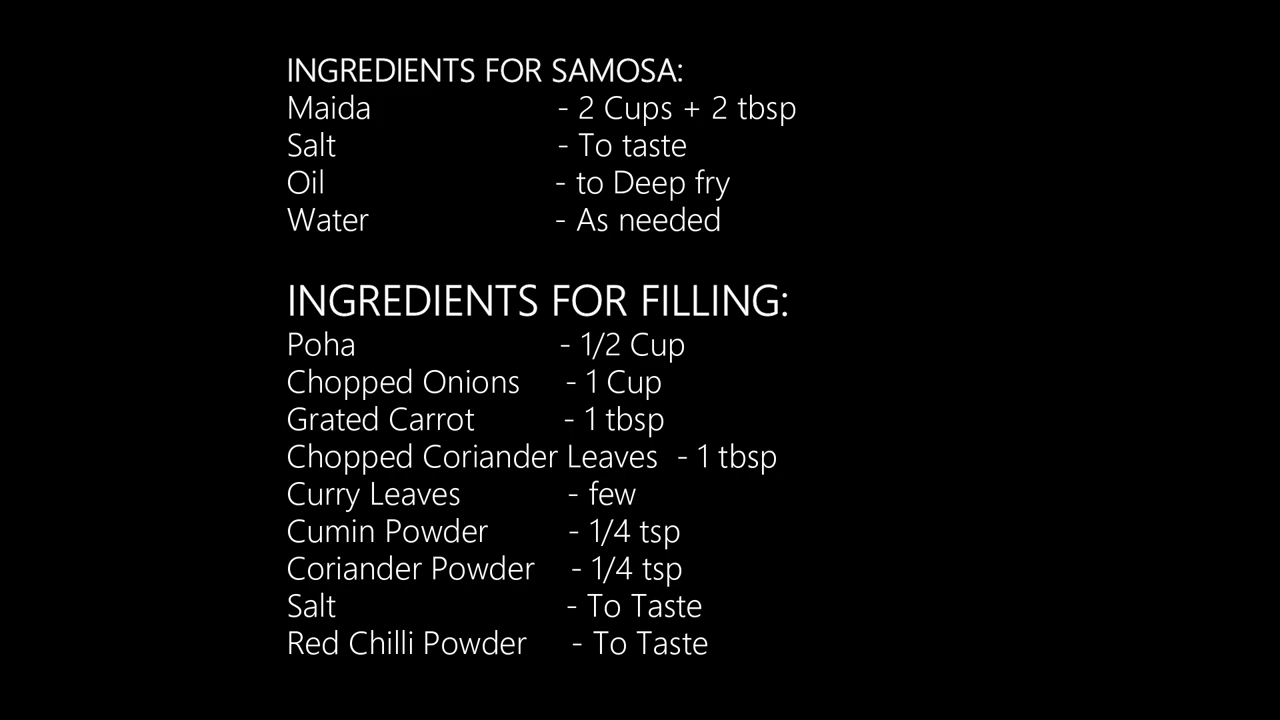 INGREDIENTS FOR SAMOSA:
Maida - 2 Cups + 2 tbsp
Salt - To taste
Oil - to Deep fry
Water - As needed
INGREDIENTS FOR FILLING:
Poha - 1/2 Cup
Chopped Onions - 1 Cup
Grated Carrot - 1 tbsp
Chopped Coriander Leaves - 1 tbsp
Curry Leaves - few
Cumin Powder - 1/4 tsp
Coriander Powder - 1/4 tsp
Salt - To Taste
Red Chilli Powder - To Taste